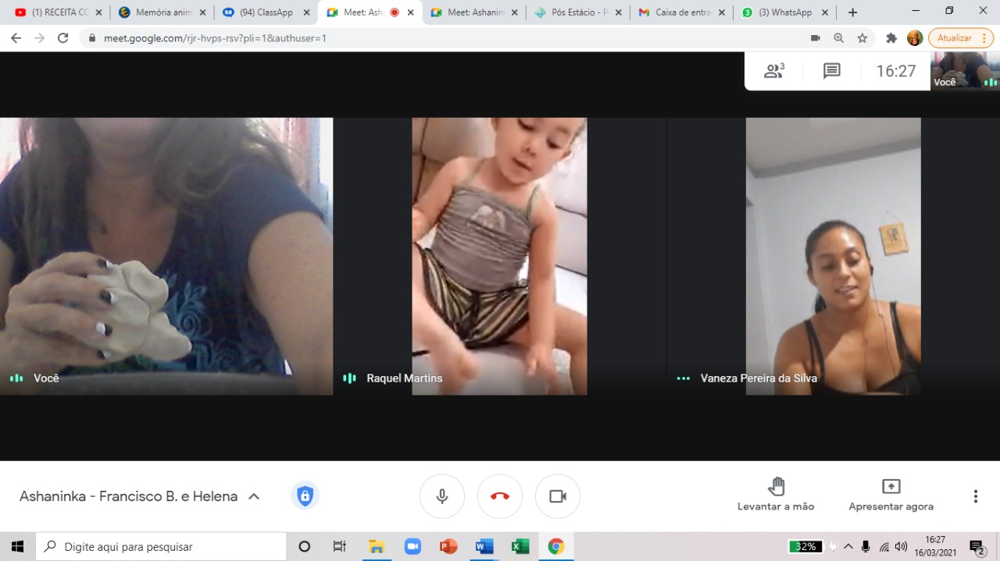 (1) RECEITA CC
Memória anim
(94) ClassApp
Meet: Ash
Meet: Ashanini
Pós Estácio - P
Caixa de entra
(3) WhatsApp
meet.google.com/rjr-hvps-rsv?pli=1&authuser=1
Atualizar
3
16:27
Você
Você
Raquel Martins
Vaneza Pereira da Silva
Ashaninka - Francisco B. e Helena
Levantar a mão
Apresentar agora
Digite aqui para pesquisar
32%
16:27
16/03/2021
2